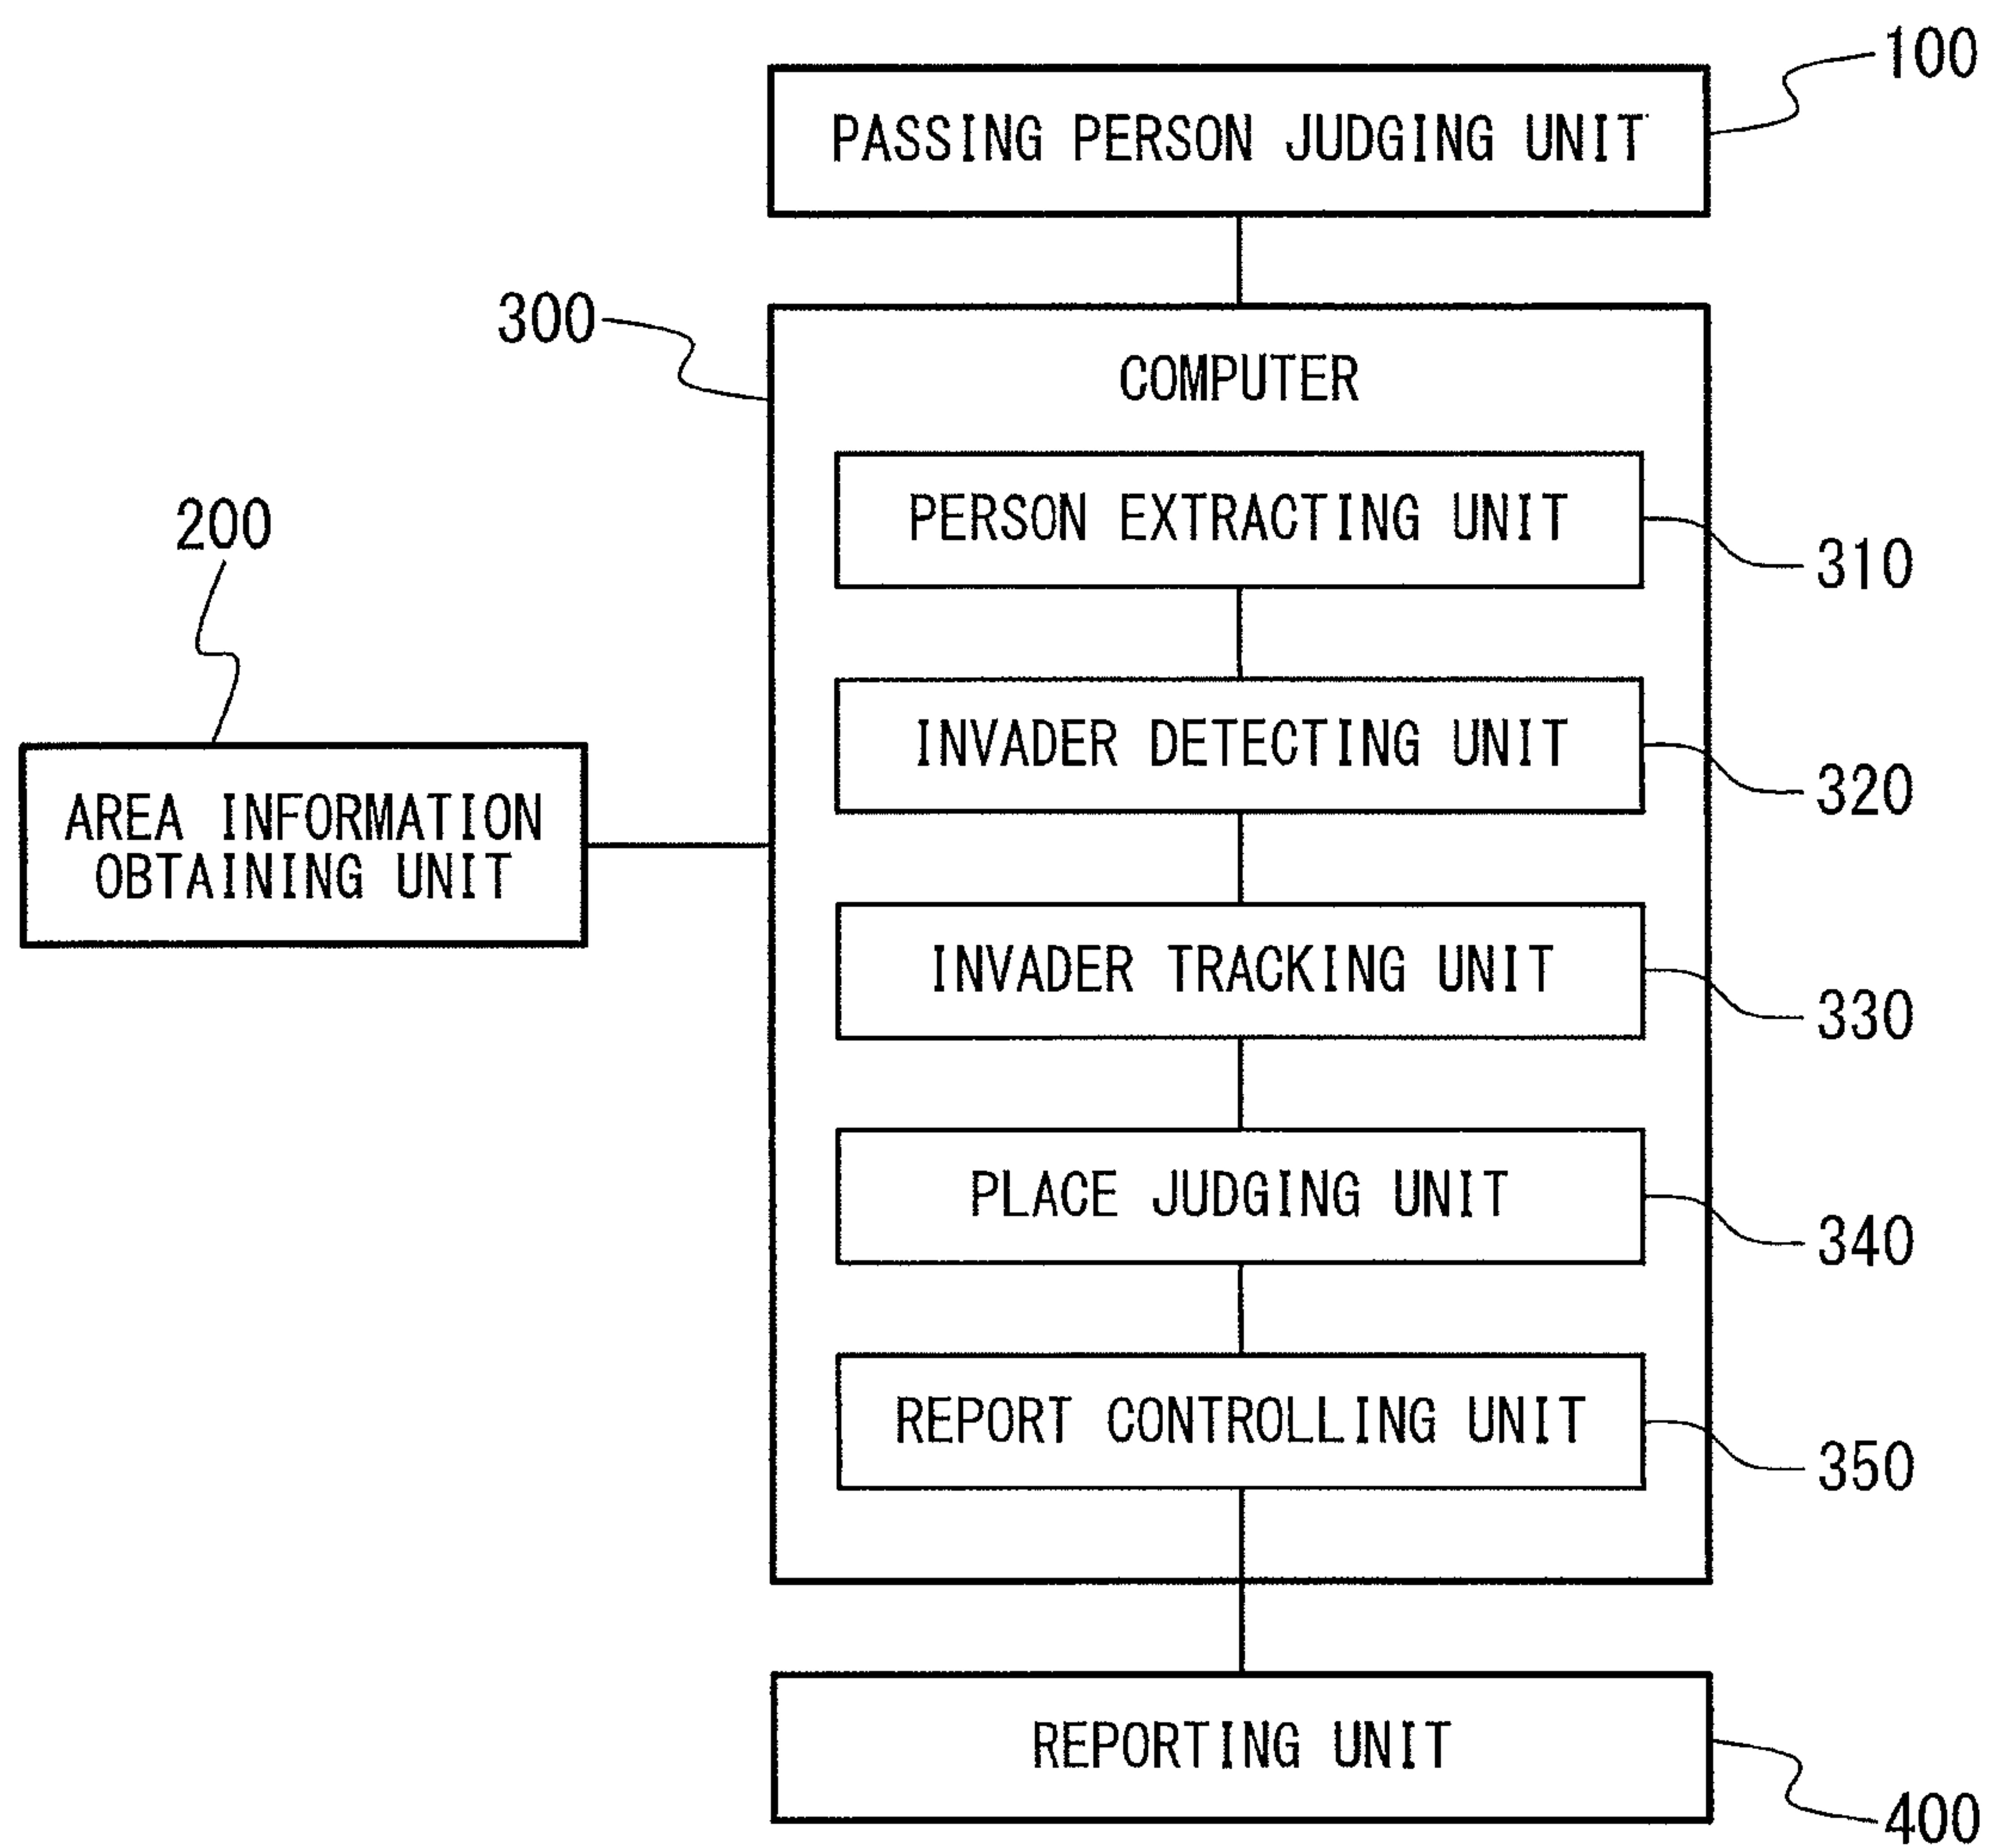 100
PASSING PERSON JUDGING UNIT
300
COMPUTER
PERSON EXTRACTING UNIT
310
200
INVADER DETECTING UNIT
320
AREA INFORMATION
OBTAINING UNIT
INVADER TRACKING UNIT
330
PLACE JUDGING UNIT
340
REPORT CONTROLLING UNIT
350
REPORTING UNIT
400